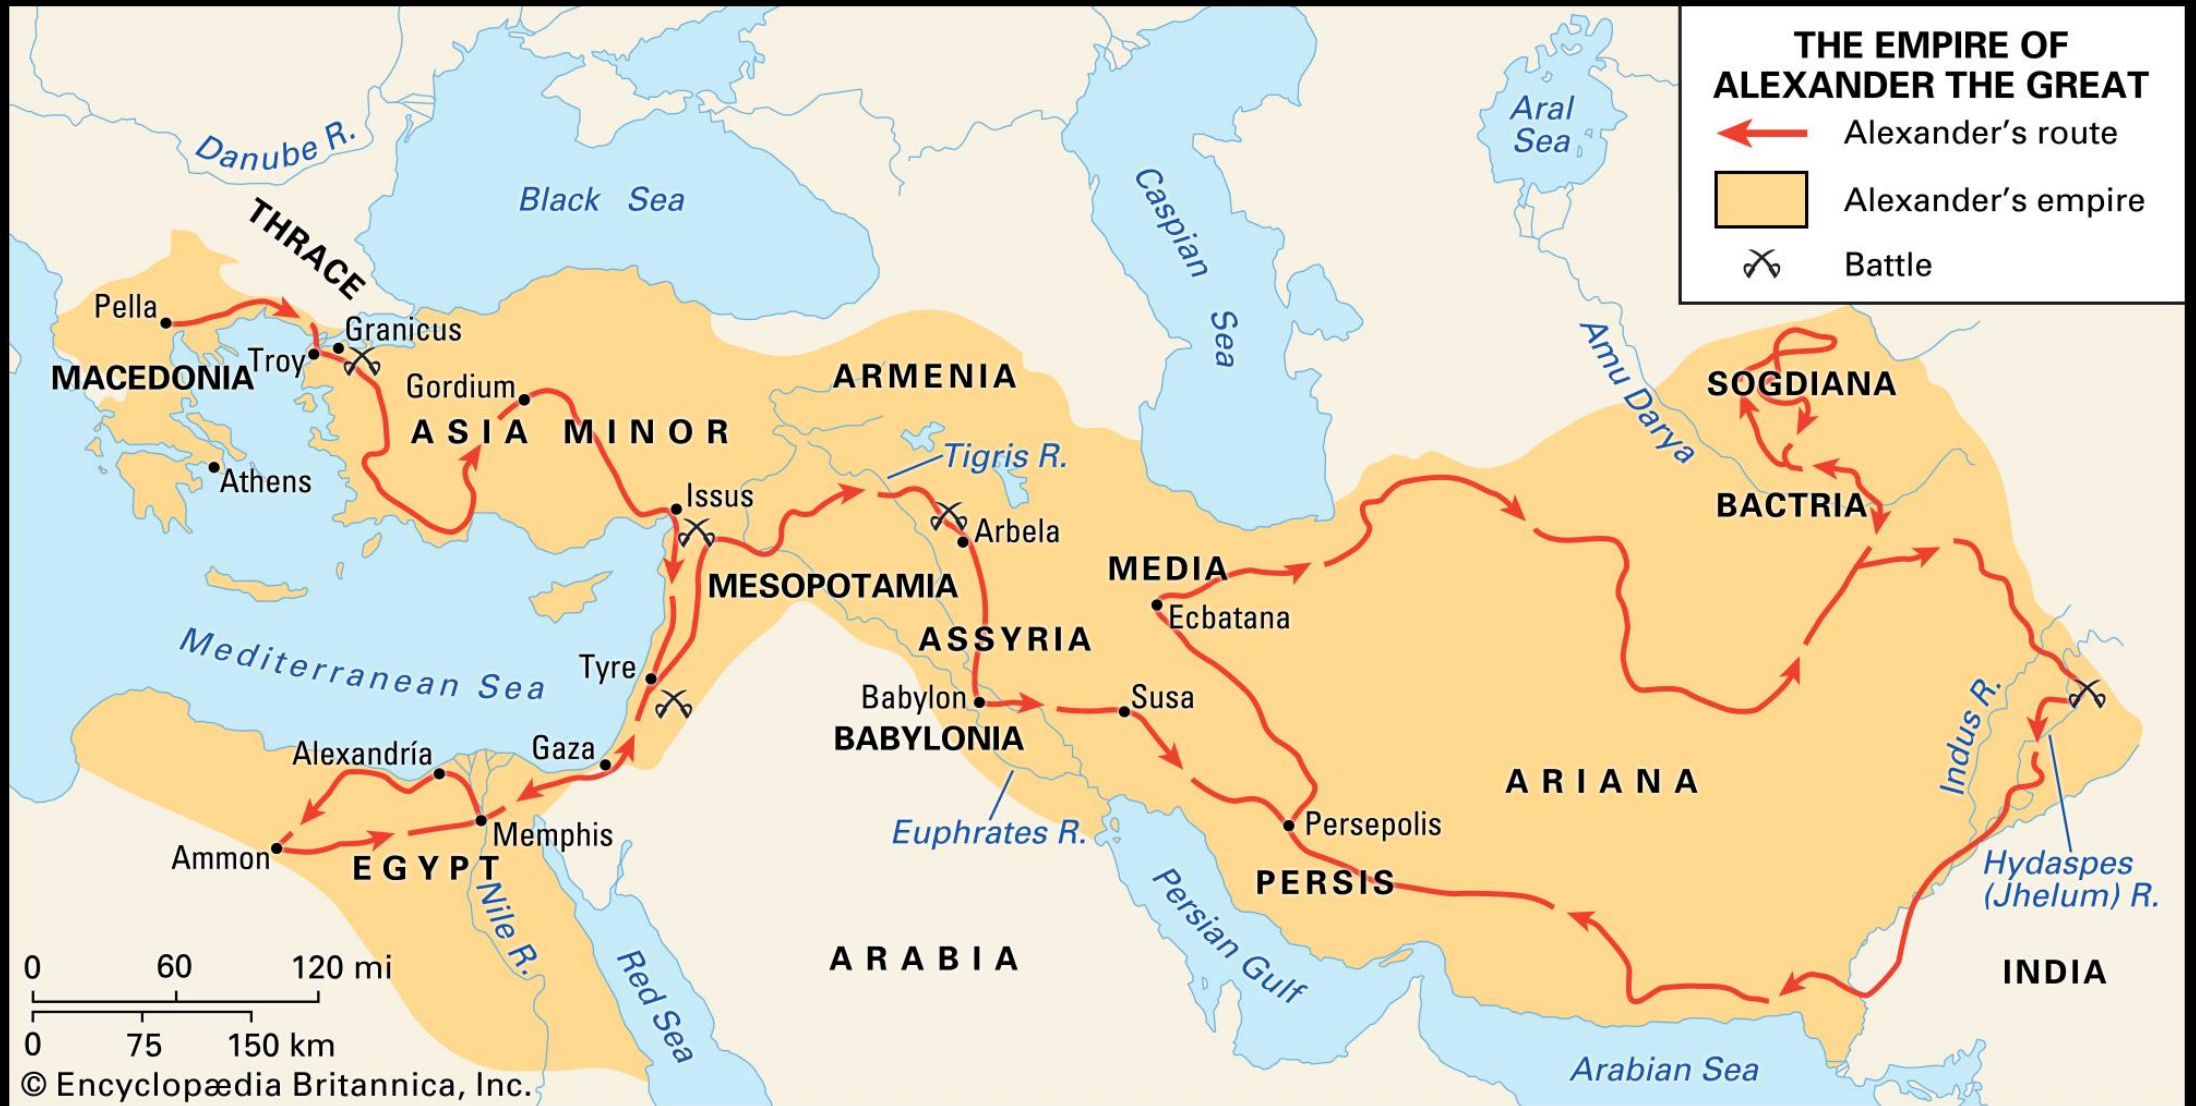 THE EMPIRE OF
ALEXANDER THE GREAT
Alexander's route
Alexander's empire
Battle
Danube R.
Black Sea
Caspian Sea
Aral
Sea
THRACE
Pella
Granicus
Troy
MACEDONIA
Gordium
ASIA MINOR
ARMENIA
Amu Darya
SOGDIANA
Athens
Tigris R.
Issus
Arbela
BACTRIA
MEDIA
MESOPOTAMIA
Ecbatana
ASSYRIA
Mediterranean Sea
Tyre
Babylon
Susa
BABYLONIA
Indus R.
Alexandría
Gaza
ARIANA
Euphrates R.
Persepolis
Memphis
Ammon
EGYPT
Hydaspes
(Jhelum) R.
PERSIS
Nile R.
Persian Gulf
Red Sea
ARABIA
INDIA
Arabian Sea
0 60 120 mi
0 75 150 km
© Encyclopædia Britannica, Inc.